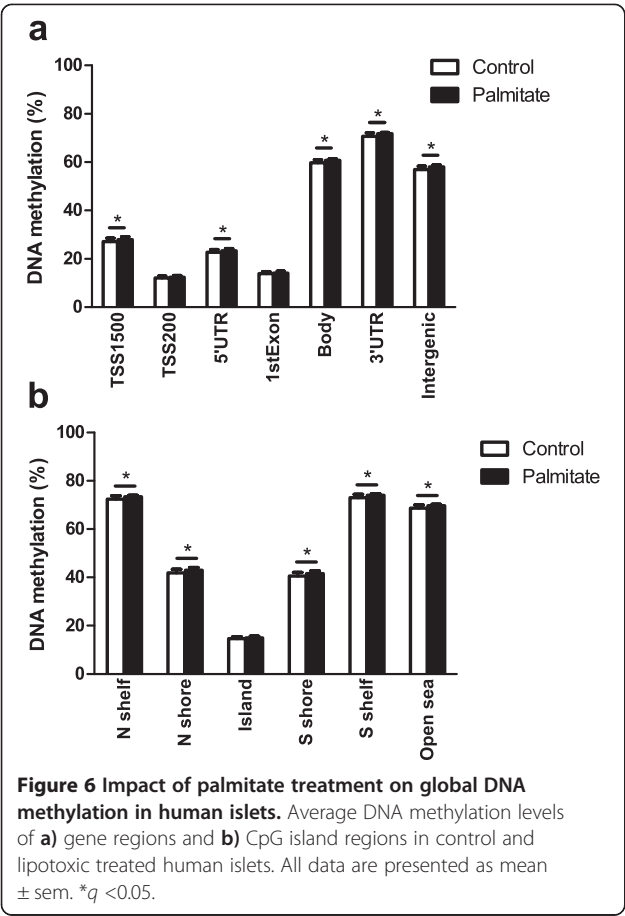 a
100
80
60
40
20
0
DNA methylation (%)
Control
Palmitate
*
*
*
*
*
TSS1500
TSS200
5'UTR
1stExon
Body
3'UTR
Intergenic
b
100
80
60
40
20
0
DNA methylation (%)
Control
Palmitate
*
*
*
*
*
N shelf
N shore
Island
S shore
S shelf
Open sea
Figure 6 Impact of palmitate treatment on global DNA
methylation in human islets. Average DNA methylation levels
of a) gene regions and b) CpG island regions in control and
lipotoxic treated human islets. All data are presented as mean
± sem. *q <0.05.